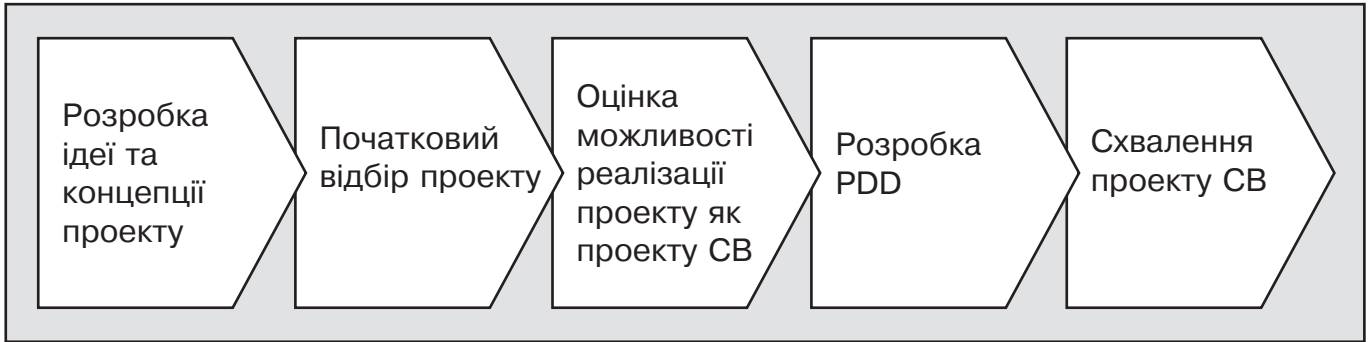 Розробка
ідеї та
концепції
проекту
Початковий
відбір проекту
Оцінка
можливості
реалізації
проекту як
проекту СВ
Розробка
PDD
Схвалення
проекту СВ